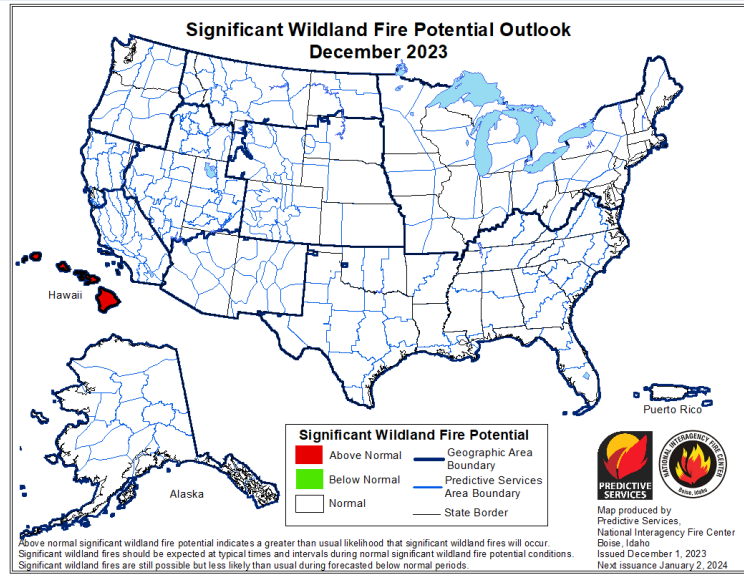 Significant Wildland Fire Potential Outlook
December 2023
Hawaii
Alaska
Puerto Rico
Significant Wildland Fire Potential
Above Normal
Below Normal
Normal
Geographic Area
Boundary
Predictive Services
Area Boundary
State Border
PREDICTIVE
SERVICES
NATIONAL INTERAGENCY FIRE CENTER
Boise, Idaho
Map produced by
Predictive Services,
National Interagency Fire Center
Boise, Idaho
Issued December 1, 2023
Next issuance January 2, 2024
Above normal significant wildland fire potential indicates a greater than usual likelihood that significant wildland fires will occur.
Significant wildland fires should be expected at typical times and intervals during normal significant wildland fire potential conditions.
Significant wildland fires are still possible but less likely than usual during forecasted below normal periods.